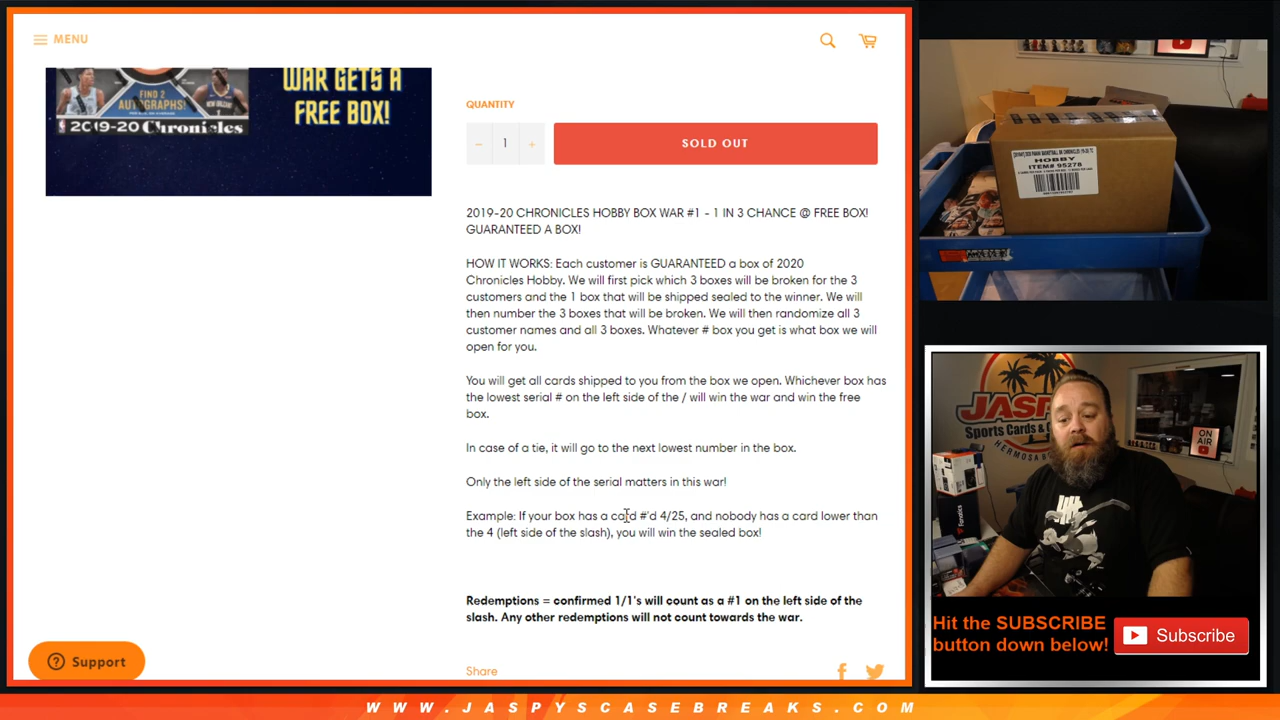 MENU
WAR GETS A
FREE BOX!
FIND 2
AUTOGRAPHS!
2019-20 Chronicles
QUANTITY
− 1 +
SOLD OUT
2019-20 CHRONICLES HOBBY BOX WAR #1 - 1 IN 3 CHANCE @ FREE BOX!
GUARANTEED A BOX!
HOW IT WORKS: Each customer is GUARANTEED a box of 2020
Chronicles Hobby. We will first pick which 3 boxes will be broken for the 3
customers and the 1 box that will be shipped sealed to the winner. We will
then number the 3 boxes that will be broken. We will then randomize all 3
customer names and all 3 boxes. Whatever # box you get is what box we will
open for you.
You will get all cards shipped to you from the box we open. Whichever box has
the lowest serial # on the left side of the / will win the war and win the free
box.
In case of a tie, it will go to the next lowest number in the box.
Only the left side of the serial matters in this war!
Example: If your box has a card #'d 4/25, and nobody has a card lower than
the 4 (left side of the slash), you will win the sealed box!
Redemptions = confirmed 1/1's will count as a #1 on the left side of the
slash. Any other redemptions will not count towards the war.
Share
Support
HOBBY
ITEM# 95278
JASPY
Sports Cards &
HERMOSA B
ON
AIR
Fanatics
Hit the SUBSCRIBE
button down below!
Subscribe
WWW.JASPYSCASEBREAKS.COM